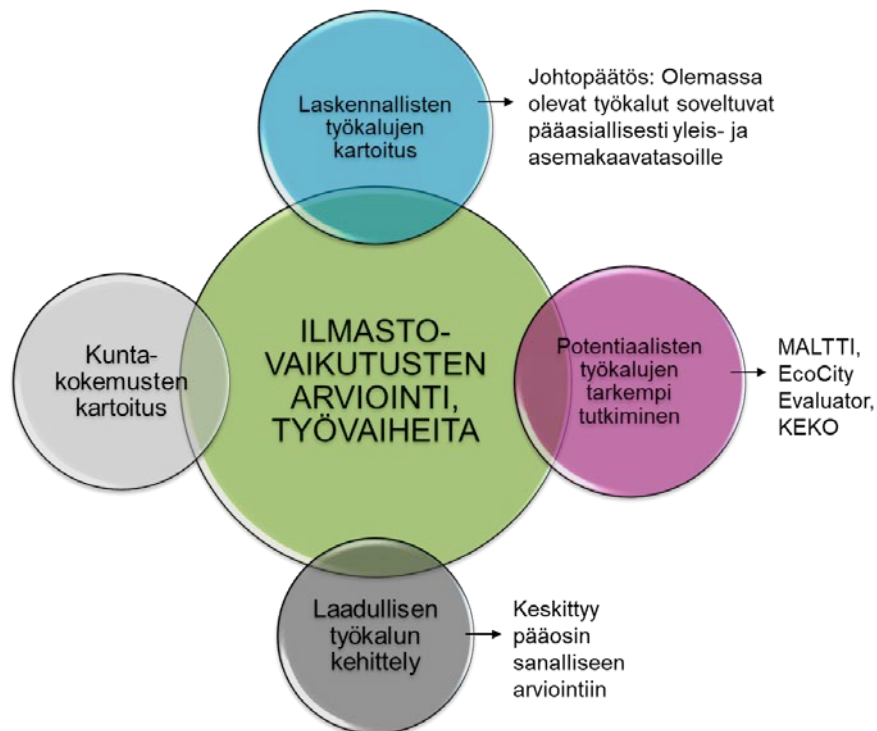 Laskennallisten
työkalujen
kartoitus
Johtopäätös: Olemassa
olevat työkalut soveltuvat
pääasiallisesti yleis- ja
asemakaavatasoille
Kunta-
kokemusten
kartoitus
ILMASTO-
VAIKUTUSTEN
ARVIOINTI,
TYÖVAIHEITA
Potentiaalisten
työkalujen
tarkempi
tutkiminen
MALTTI,
EcoCity
Evaluator,
KEKO
Laadullisen
työkalun
kehittely
Keskittyy
pääosin
sanalliseen
arviointiin